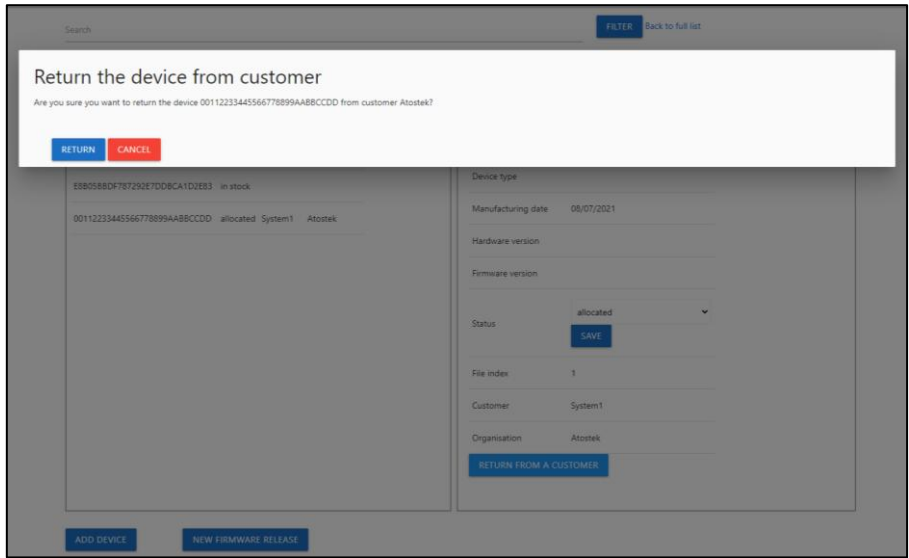 Search
FILTER Back to full list
Return the device from customer
Are you sure you want to return the device 00112233445566778899AABBCCDD from customer Atostek?
RETURN CANCEL
E8B05BBDF787292E7DD8CA1D2E83 in stock
00112233445566778899AABBCCDD allocated System1 Atostek
Device type
Manufacturing date 08/07/2021
Hardware version
Firmware version
Status allocated
SAVE
File index 1
Customer System1
Organisation Atostek
RETURN FROM A CUSTOMER
ADD DEVICE NEW FIRMWARE RELEASE